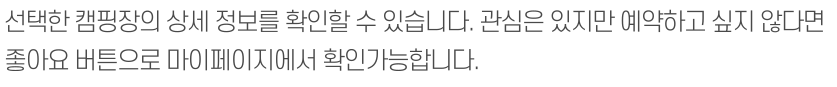 선택한 캠핑장의 상세 정보를 확인할 수 있습니다. 관심은 있지만 예약하고 싶지 않다면
좋아요 버튼으로 마이페이지에서 확인가능합니다.